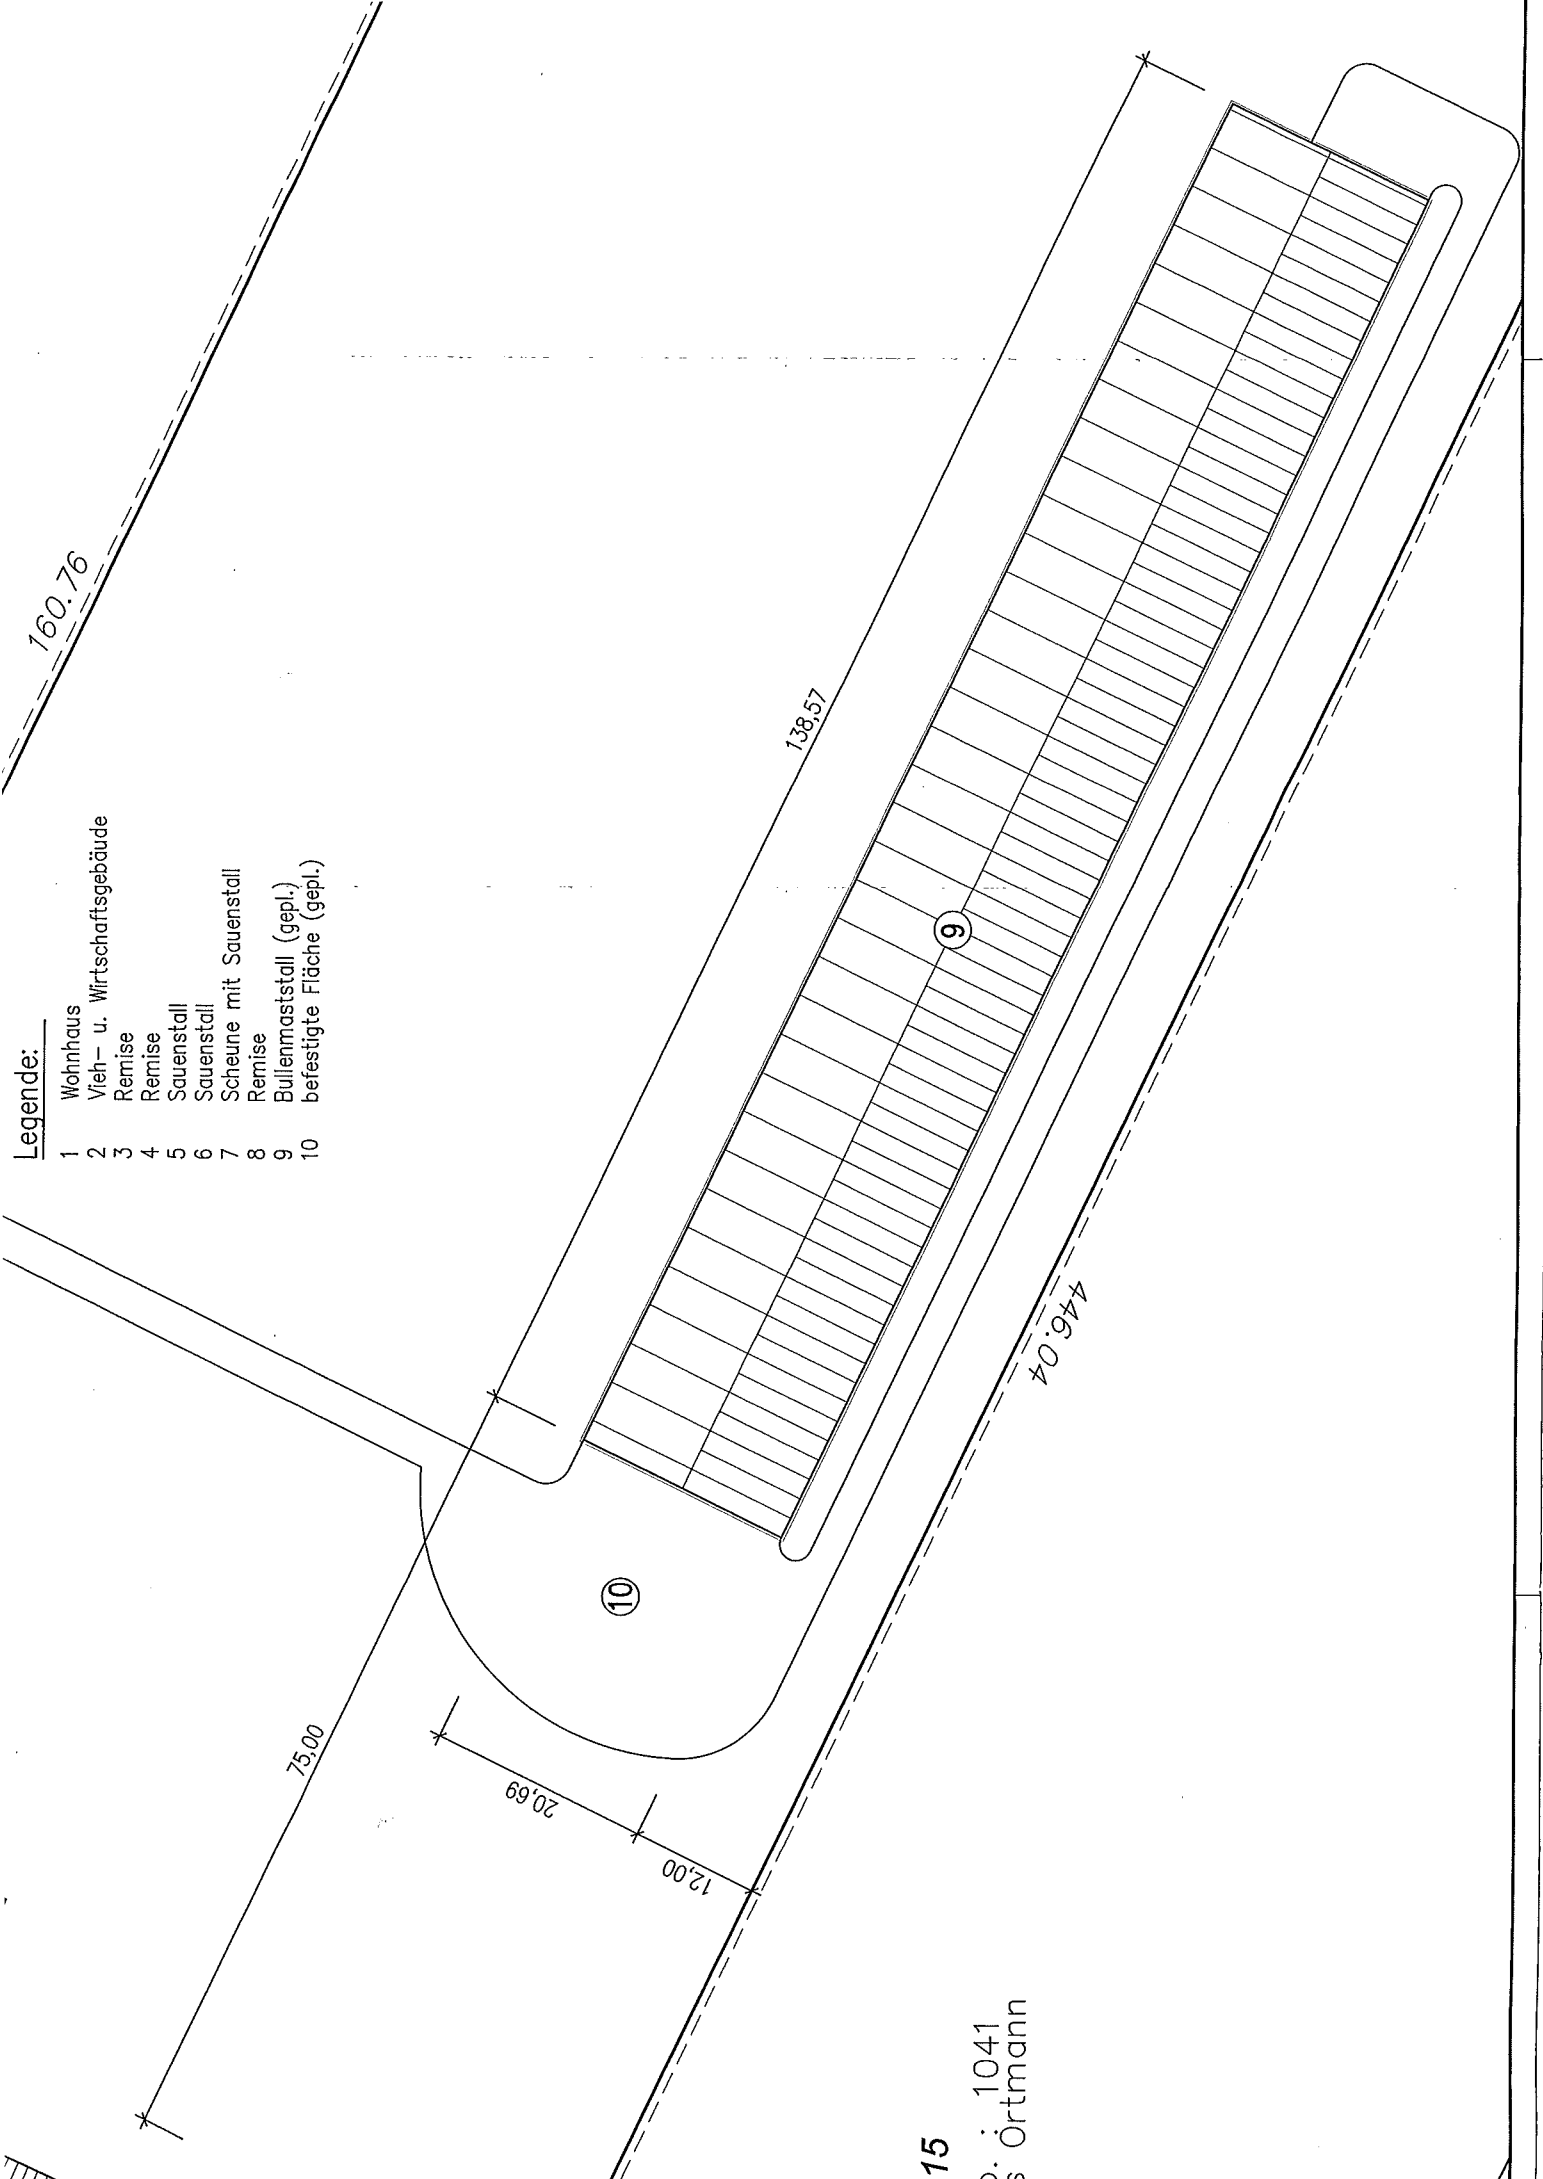 Legende:
1 Wohnhaus
2 Vieh- u. Wirtschaftsgebäude
3 Remise
4 Remise
5 Sauenstall
6 Sauenstall
7 Scheune mit Sauenstall
8 Remise
9 Bullenmaststall (gepl.)
10 befestigte Fläche (gepl.)
160.76
138,57
75,00
20,69
12,00
9
10
446.04
15
1041
Ortmann